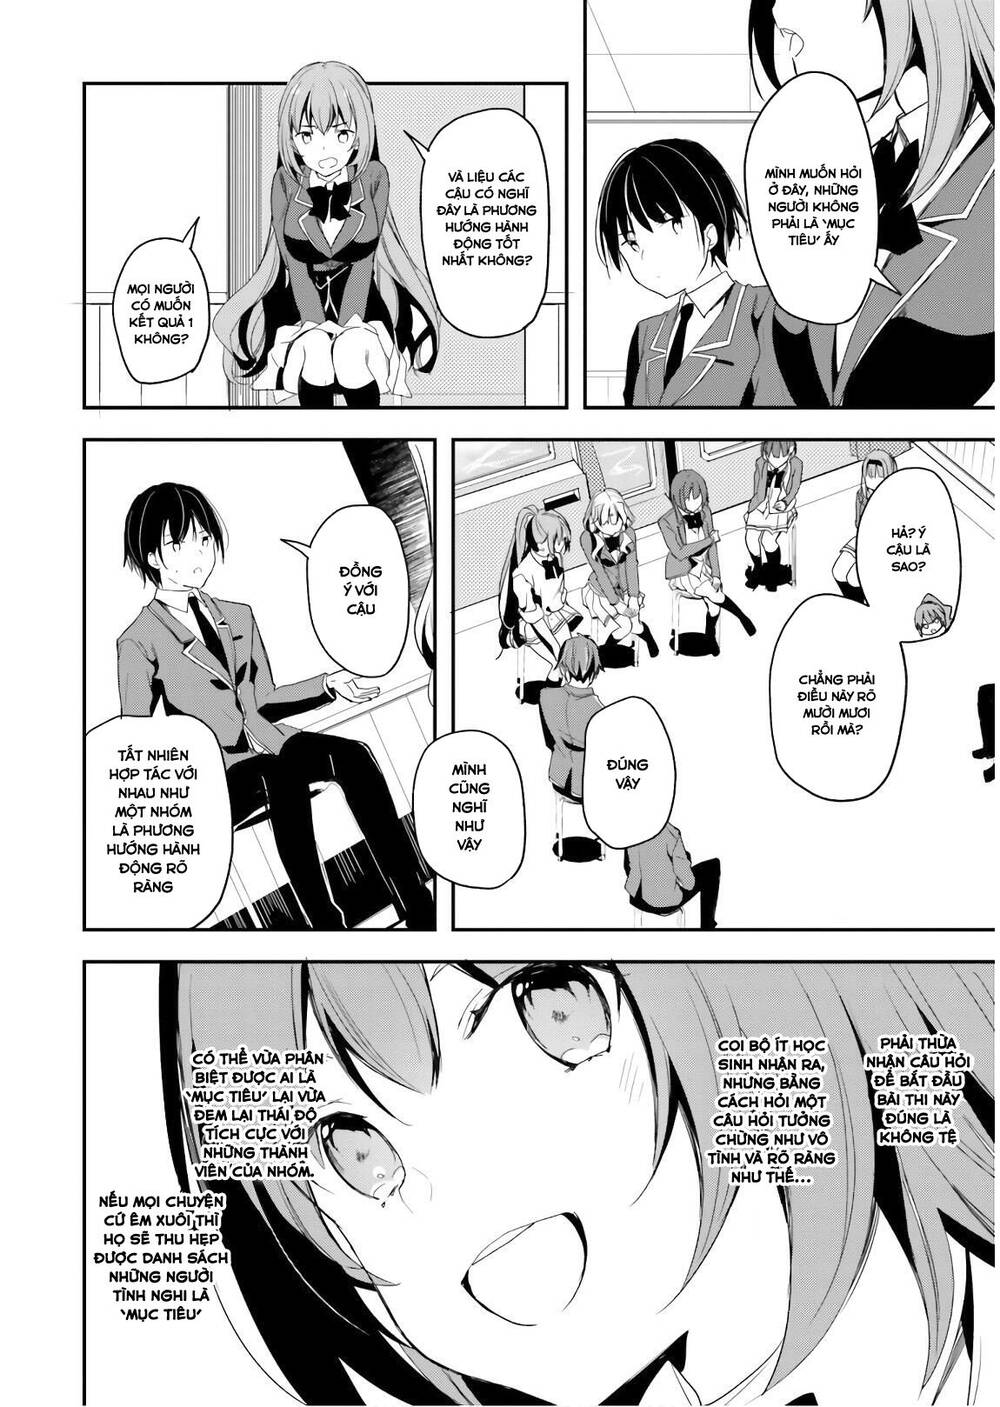 MÌNH MUỐN HỎI
Ở ĐÂY, NHỮNG
NGƯỜI KHÔNG
PHẢI LÀ ‘MỤC
TIÊU’ ẤY
VÀ LIỆU CÁC
CẬU CÓ NGHĨ
ĐÂY LÀ PHƯƠNG
HƯỚNG HÀNH
ĐỘNG TỐT
NHẤT KHÔNG?
MỌI NGƯỜI
CÓ MUỐN
KẾT QUẢ 1
KHÔNG?
HẢ? Ý
CẬU LÀ
SAO?
CHẲNG PHẢI
ĐIỀU NÀY RÕ
MƯỜI MƯƠI
RỒI MÀ?
ĐÚNG
VẬY
MÌNH
CŨNG
NGHĨ
NHƯ
VẬY
ĐỒNG
Ý VỚI
CẬU
TẤT NHIÊN
HỢP TÁC VỚI
NHAU NHƯ
MỘT NHÓM
LÀ PHƯƠNG
HƯỚNG HÀNH
ĐỘNG RÕ
RÀNG
PHẢI THỪA
NHẬN CÂU HỎI
ĐỂ BẮT ĐẦU
BÀI THI NÀY
ĐÚNG LÀ
KHÔNG TỆ
COI BỘ ÍT HỌC
SINH NHẬN RA,
NHƯNG BẰNG
CÁCH HỎI MỘT
CÂU HỎI TƯỞNG
CHỪNG NHƯ VÔ
TÌNH VÀ RÕ RÀNG
NHƯ THẾ...
CÓ THỂ VỪA PHÂN
BIỆT ĐƯỢC AI LÀ
‘MỤC TIÊU’ LẠI VỪA
ĐEM LẠI THÁI ĐỘ
TÍCH CỰC VỚI
NHỮNG THÀNH
VIÊN CỦA NHÓM.
NẾU MỌI CHUYỆN
CỨ ÊM XUÔI THÌ
HỌ SẼ THU HẸP
ĐƯỢC DANH SÁCH
NHỮNG NGƯỜI
TÌNH NGHI LÀ
‘MỤC TIÊU’